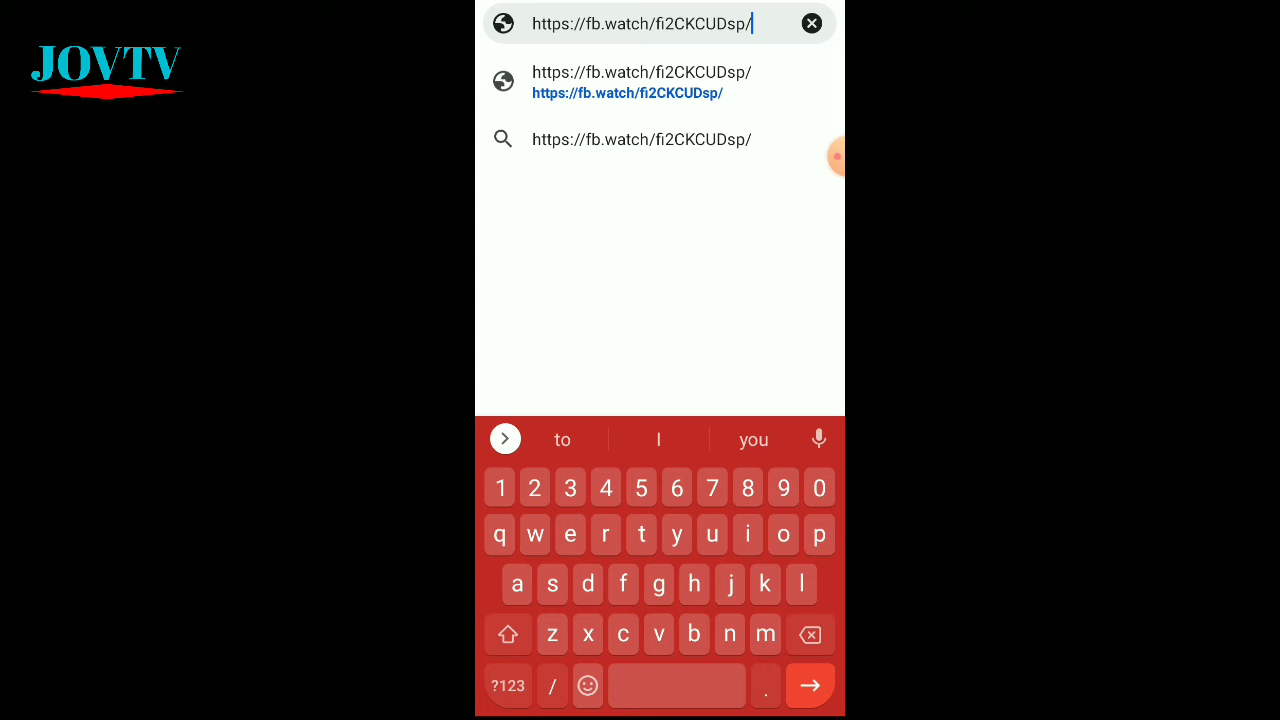 JOVTV
https://fb.watch/fi2CKCUDsp/
https://fb.watch/fi2CKCUDsp/
https://fb.watch/fi2CKCUDsp/
https://fb.watch/fi2CKCUDsp/
to I you
1 2 3 4 5 6 7 8 9 0
q w e r t y u i o p
a s d f g h j k l
z x c v b n m
?123 / .